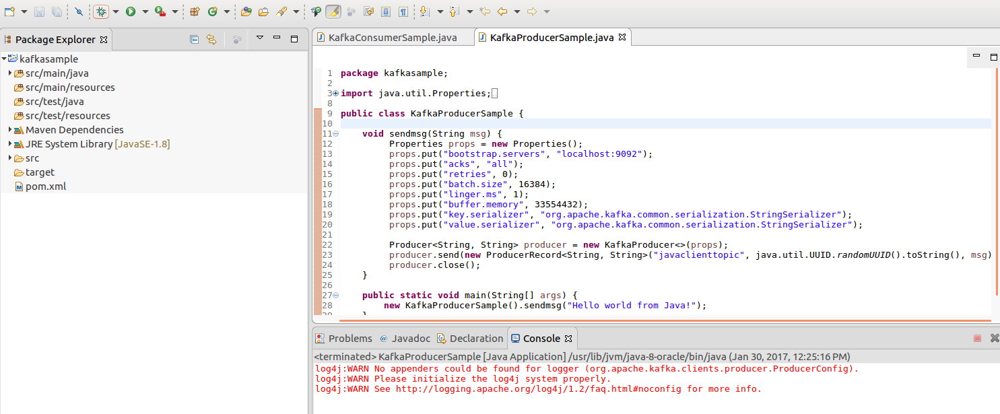 Package Explorer
kafkasample
src/main/java
src/main/resources
src/test/java
src/test/resources
Maven Dependencies
JRE System Library [JavaSE-1.8]
src
target
pom.xml
KafkaConsumerSample.java
KafkaProducerSample.java
1 package kafkasample;
2
3 import java.util.Properties;
8
9 public class KafkaProducerSample {
10
11 void sendmsg(String msg) {
12 Properties props = new Properties();
13 props.put("bootstrap.servers", "localhost:9092");
14 props.put("acks", "all");
15 props.put("retries", 0);
16 props.put("batch.size", 16384);
17 props.put("linger.ms", 1);
18 props.put("buffer.memory", 33554432);
19 props.put("key.serializer", "org.apache.kafka.common.serialization.StringSerializer");
20 props.put("value.serializer", "org.apache.kafka.common.serialization.StringSerializer");
21
22 Producer<String, String> producer = new KafkaProducer<>(props);
23 producer.send(new ProducerRecord<String, String>("javaclienttopic", java.util.UUID.randomUUID().toString(), msg)
24 producer.close();
25 }
26
27 public static void main(String[] args) {
28 new KafkaProducerSample().sendmsg("Hello world from Java!");
29 }
Problems @ Javadoc Declaration Console
<terminated> KafkaProducerSample [Java Application] /usr/lib/jvm/java-8-oracle/bin/java (Jan 30, 2017, 12:25:16 PM)
log4j:WARN No appenders could be found for logger (org.apache.kafka.clients.producer.ProducerConfig).
log4j:WARN Please initialize the log4j system properly.
log4j:WARN See http://logging.apache.org/log4j/1.2/faq.html#noconfig for more info.